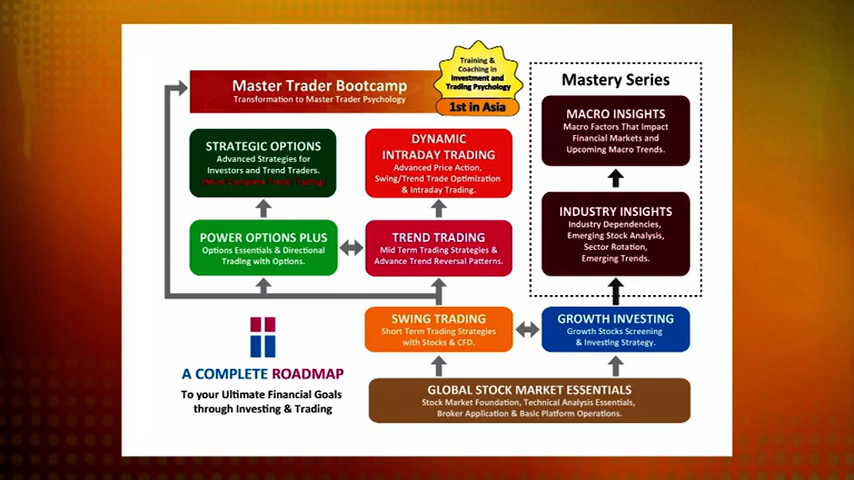 Master Trader Bootcamp
Transformation to Master Trader Psychology
Training &
Coaching in
Investment and
Trading Psychology
1st in Asia
Mastery Series
MACRO INSIGHTS
Macro Factors That Impact
Financial Markets and
Upcoming Macro Trends.
STRATEGIC OPTIONS
Advanced Strategies for
Investors and Trend Traders.
(Must Complete Trend Trading)
DYNAMIC
INTRADAY TRADING
Advanced Price Action,
Swing/Trend Trade Optimization
& Intraday Trading.
INDUSTRY INSIGHTS
Industry Dependencies,
Emerging Stock Analysis,
Sector Rotation,
Emerging Trends.
POWER OPTIONS PLUS
Options Essentials & Directional
Trading with Options.
TREND TRADING
Mid Term Trading Strategies &
Advance Trend Reversal Patterns.
SWING TRADING
Short Term Trading Strategies
with Stocks & CFD.
GROWTH INVESTING
Growth Stocks Screening
& Investing Strategy.
A COMPLETE ROADMAP
To your Ultimate Financial Goals
through Investing & Trading
GLOBAL STOCK MARKET ESSENTIALS
Stock Market Foundation, Technical Analysis Essentials,
Broker Application & Basic Platform Operations.